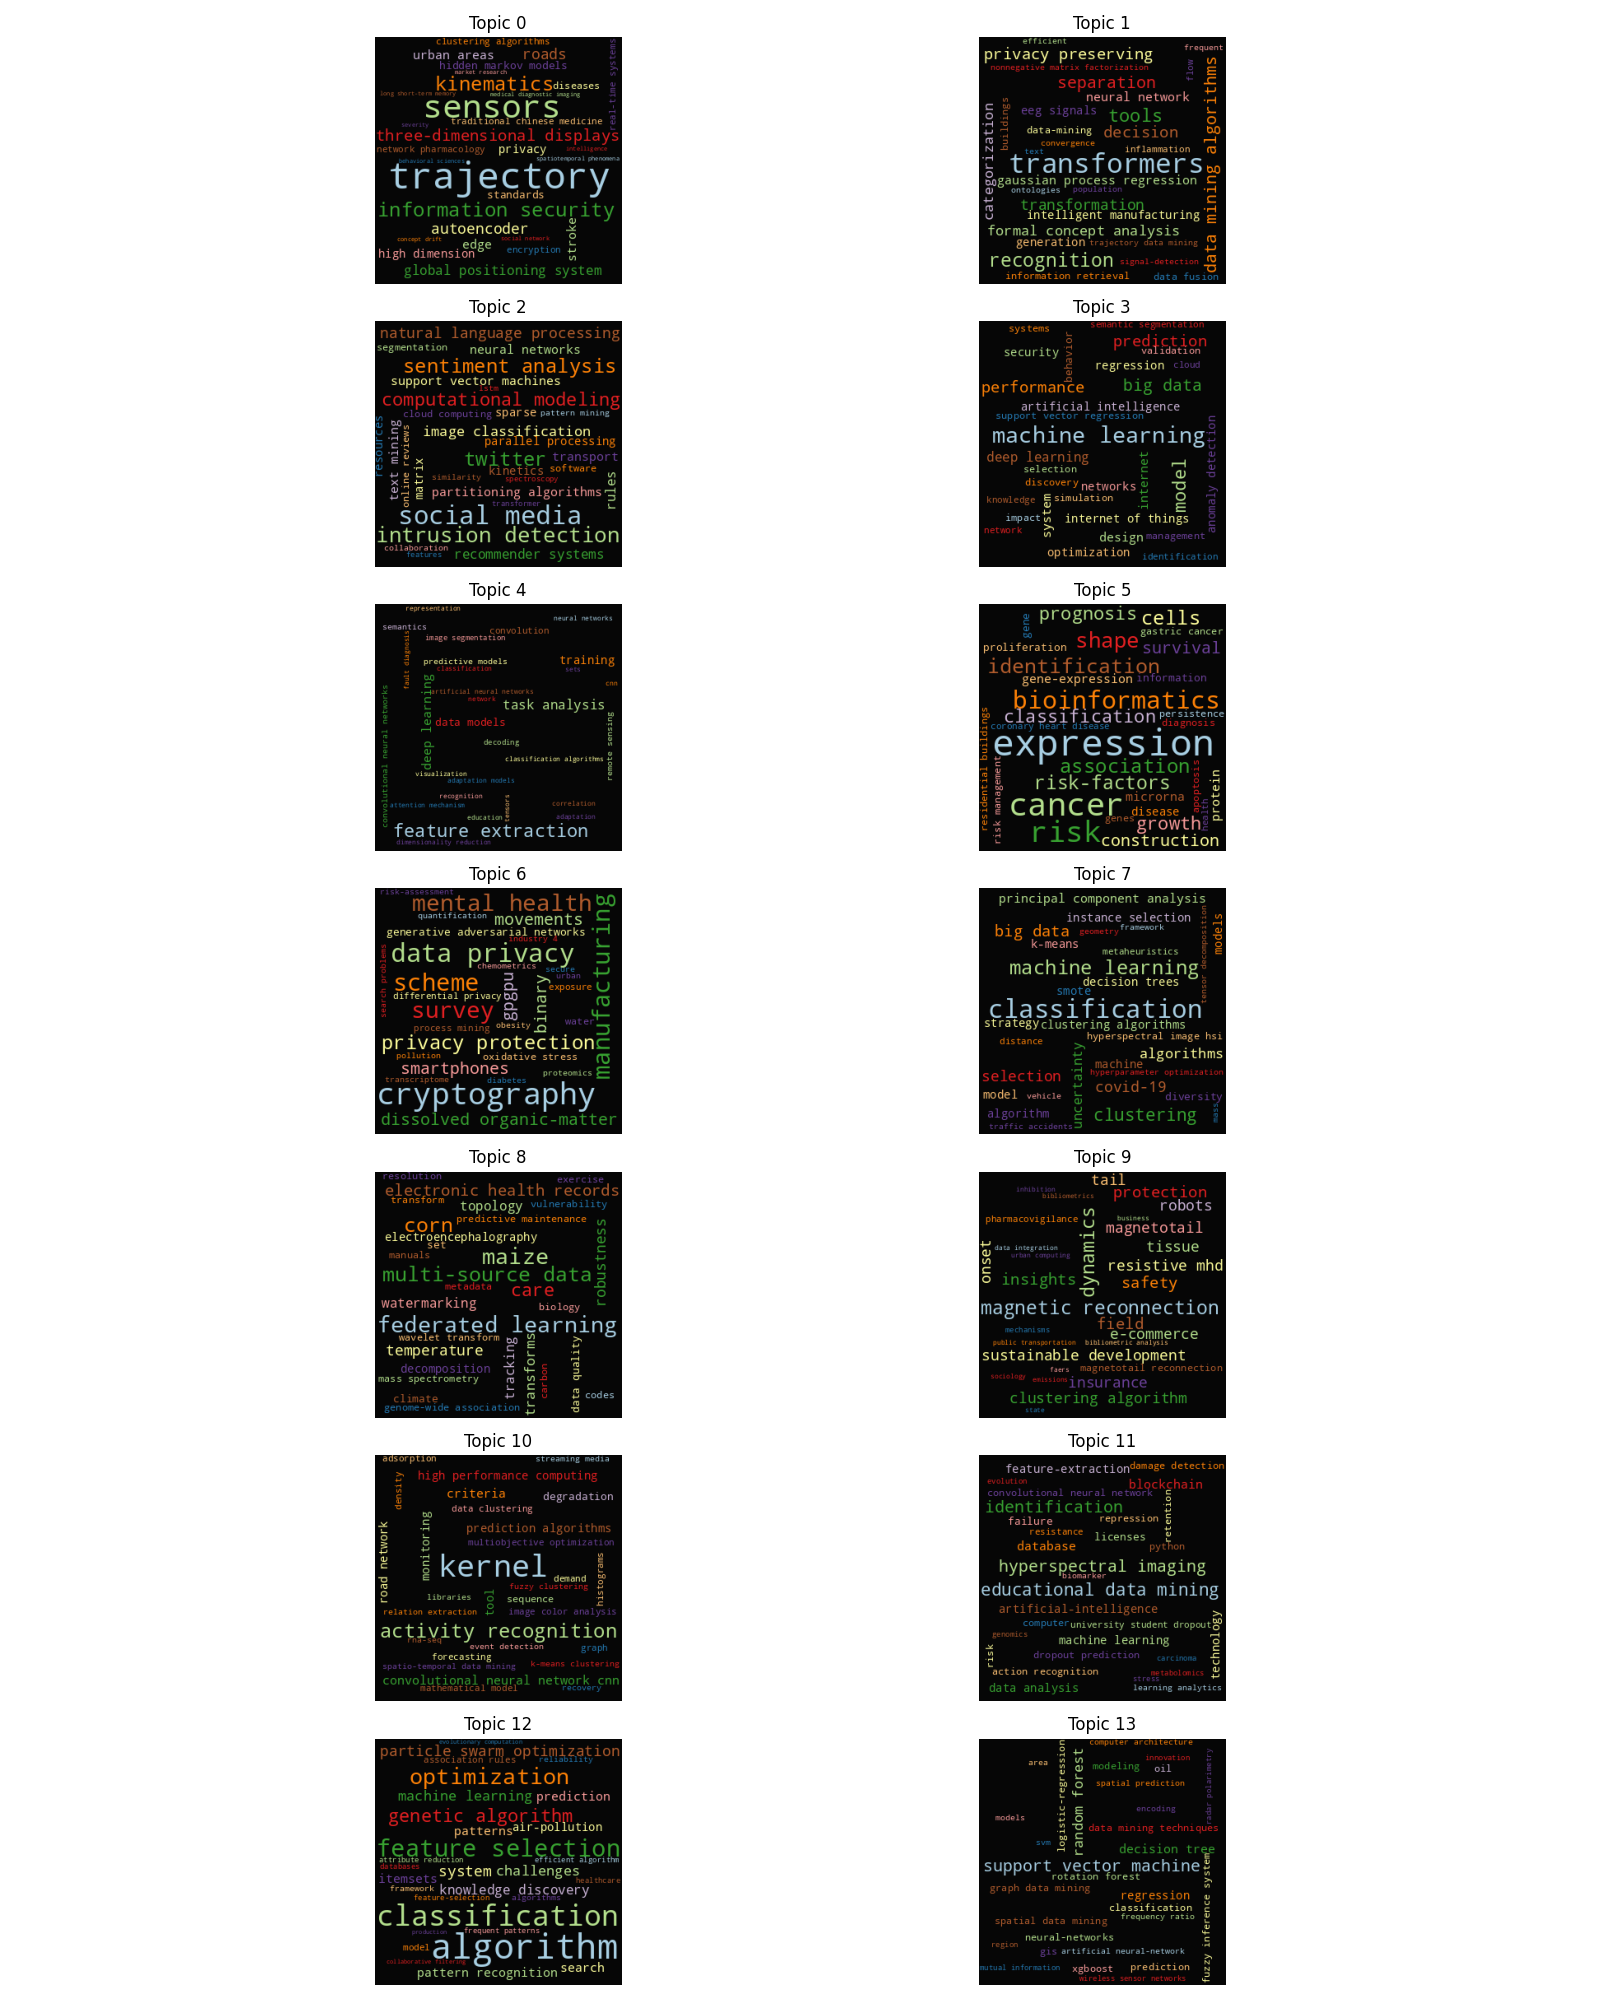 Topic 0
clustering algorithms
urban areas
roads
hidden markov models
market research
kinematics
diseases
long short-term memory
medical diagnostic imaging
sensors
real-time systems
traditional chinese medicine
severity
three-dimensional displays
network pharmacology
privacy
intelligence
behavioral sciences
spatiotemporal phenomena
trajectory
standards
information security
autoencoder
stroke
concept drift
social network
edge
encryption
high dimension
global positioning system
Topic 1
efficient
privacy preserving
frequent
nonnegative matrix factorization
flow
separation
neural network
buildings
eeg signals
tools
data-mining
decision
convergence
categorization
text
inflammation
transformers
data mining algorithms
gaussian process regression
ontologies
population
transformation
intelligent manufacturing
formal concept analysis
generation
trajectory data mining
recognition
signal-detection
information retrieval
data fusion
Topic 2
natural language processing
segmentation
neural networks
sentiment analysis
support vector machines
lstm
computational modeling
cloud computing
sparse
pattern mining
resources
text mining
online reviews
image classification
parallel processing
matrix
twitter
transport
kinetics
software
similarity
spectroscopy
rules
partitioning algorithms
transformer
social media
intrusion detection
collaboration
features
recommender systems
Topic 3
systems
semantic segmentation
behavior
prediction
security
validation
regression
cloud
performance
big data
artificial intelligence
support vector regression
machine learning
anomaly detection
deep learning
internet
model
selection
discovery
networks
knowledge
system
simulation
impact
internet of things
network
design
management
optimization
identification
Topic 4
representation
neural networks
semantics
convolution
fault diagnosis
image segmentation
predictive models
training
classification
sets
cnn
deep learning
artificial neural networks
network
convolutional neural networks
task analysis
data models
remote sensing
decoding
classification algorithms
visualization
adaptation models
recognition
attention mechanism
tensors
correlation
education
adaptation
feature extraction
dimensionality reduction
Topic 5
gene
prognosis
cells
gastric cancer
proliferation
shape
survival
identification
gene-expression
information
bioinformatics
classification
persistence
coronary heart disease
diagnosis
residential buildings
expression
association
risk management
risk-factors
apoptosis
protein
cancer
microrna
disease
health
genes
growth
risk
construction
Topic 6
risk-assessment
mental health
quantification
movements
manufacturing
generative adversarial networks
industry 4
data privacy
search problems
chemometrics
secure
scheme
gpgpu
urban
binary
exposure
differential privacy
survey
process mining
obesity
water
privacy protection
pollution
oxidative stress
smartphones
proteomics
transcriptome
diabetes
cryptography
dissolved organic-matter
Topic 7
principal component analysis
instance selection
tensor decomposition
models
big data
geometry
framework
k-means
metaheuristics
machine learning
decision trees
smote
classification
strategy
clustering algorithms
distance
hyperspectral image hsi
uncertainty
algorithms
machine
selection
hyperparameter optimization
covid-19
model
vehicle
diversity
algorithm
clustering
mass
traffic accidents
Topic 8
resolution
exercise
electronic health records
transform
topology
vulnerability
corn
predictive maintenance
robustness
electroencephalography
set
manuals
maize
multi-source data
metadata
care
watermarking
biology
federated learning
wavelet transform
temperature
tracking
transforms
data quality
decomposition
carbon
mass spectrometry
climate
codes
genome-wide association
Topic 9
tail
inhibition
bibliometrics
protection
robots
pharmacovigilance
dynamics
business
magnetotail
onset
data integration
urban computing
tissue
resistive mhd
insights
safety
magnetic reconnection
mechanisms
field
e-commerce
public transportation
bibliometric analysis
sustainable development
faers
magnetotail reconnection
sociology
emissions
insurance
clustering algorithm
state
Topic 10
adsorption
streaming media
density
high performance computing
criteria
degradation
data clustering
monitoring
road network
prediction algorithms
multiobjective optimization
kernel
histograms
demand
fuzzy clustering
libraries
tool
sequence
relation extraction
image color analysis
activity recognition
rna-seq
event detection
graph
forecasting
spatio-temporal data mining
k-means clustering
convolutional neural network cnn
mathematical model
recovery
Topic 11
feature-extraction
damage detection
evolution
blockchain
convolutional neural network
retention
identification
failure
repression
resistance
licenses
database
python
hyperspectral imaging
biomarker
educational data mining
artificial-intelligence
technology
computer
university student dropout
genomics
risk
machine learning
dropout prediction
carcinoma
action recognition
metabolomics
stress
data analysis
learning analytics
Topic 12
evolutionary computation
particle swarm optimization
association rules
reliability
optimization
machine learning
prediction
genetic algorithm
patterns
air-pollution
feature selection
attribute reduction
efficient algorithm
databases
system
challenges
itemsets
healthcare
framework
knowledge discovery
feature-selection
algorithms
classification
production
frequent patterns
model
algorithm
collaborative filtering
pattern recognition
search
Topic 13
computer architecture
logistic-regression
random forest
radar polarimetry
area
innovation
modeling
oil
spatial prediction
encoding
models
data mining techniques
svm
decision tree
support vector machine
fuzzy inference system
rotation forest
graph data mining
regression
classification
frequency ratio
spatial data mining
neural-networks
region
gis
artificial neural-network
mutual information
xgboost
prediction
wireless sensor networks